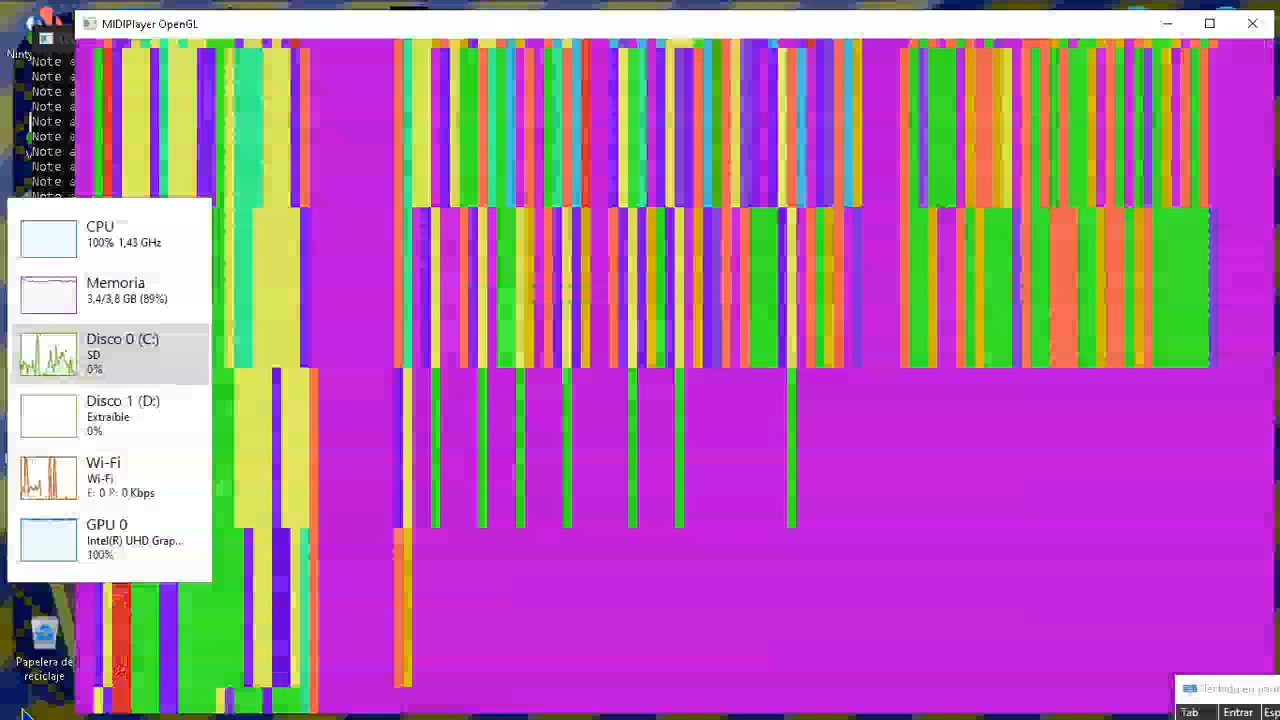 MIDIPlayer OpenGL
Note a
Note a
Note a
Note a
Note a
Note a
Note a
Note a
Note a
Note a
CPU
100% 1,43 GHz
Memoria
3,4/3,8 GB (89%)
Disco 0 (C:)
SD
0%
Disco 1 (D:)
Extraíble
0%
Wi-Fi
Wi-Fi
E: 0 P: 0 Kbps
GPU 0
Intel(R) UHD Grap...
100%
Papelera de
reciclaje
Tab
Entrar
Esp